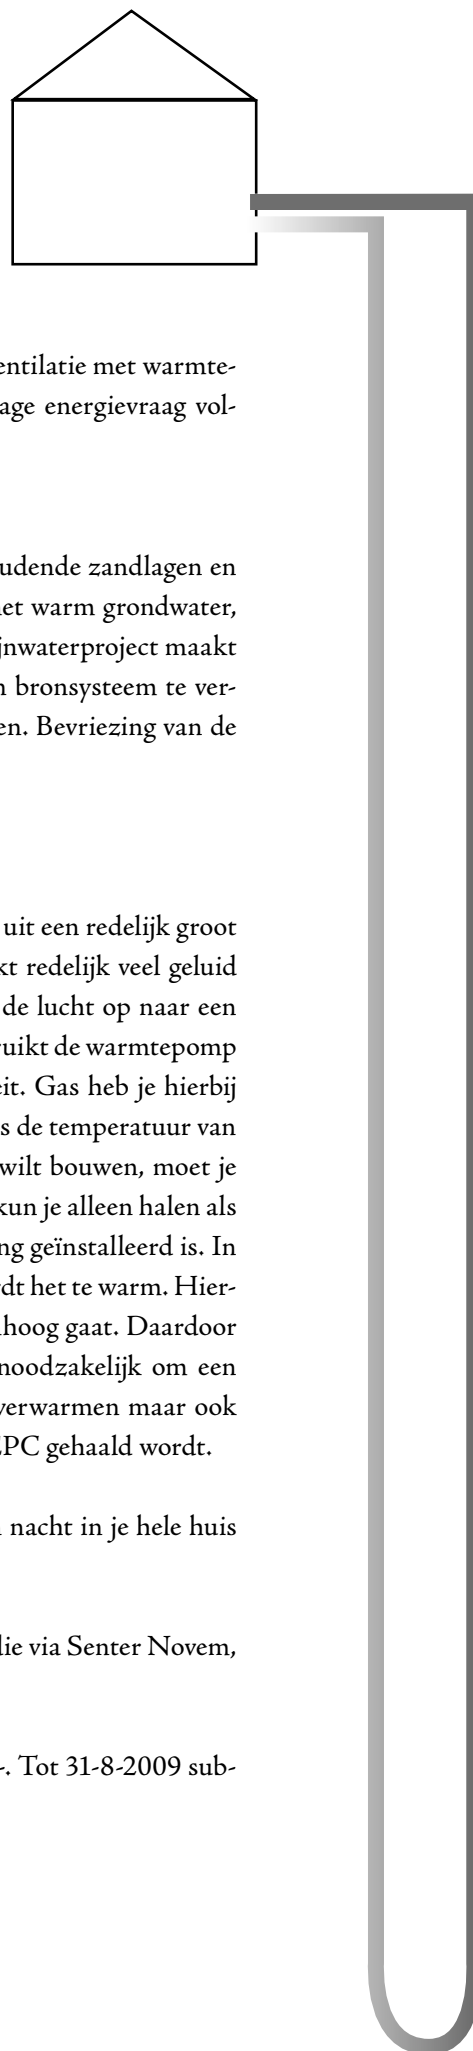 entilatie met warmte-
age energievraag vol-
udende zandlagen en
et warm grondwater,
jnwaterproject maakt
bronsysteem te ver-
en. Bevriezing van de
uit een redelijk groot
kt redelijk veel geluid
de lucht op naar een
ruikt de warmtepomp
eit. Gas heb je hierbij
s de temperatuur van
wilt bouwen, moet je
kun je alleen halen als
ng geïnstalleerd is. In
dt het te warm. Hier-
hoog gaat. Daardoor
noodzakelijk om een
verwarmen maar ook
EPC gehaald wordt.
nacht in je hele huis
die via Senter Novem,
-. Tot 31-8-2009 sub-